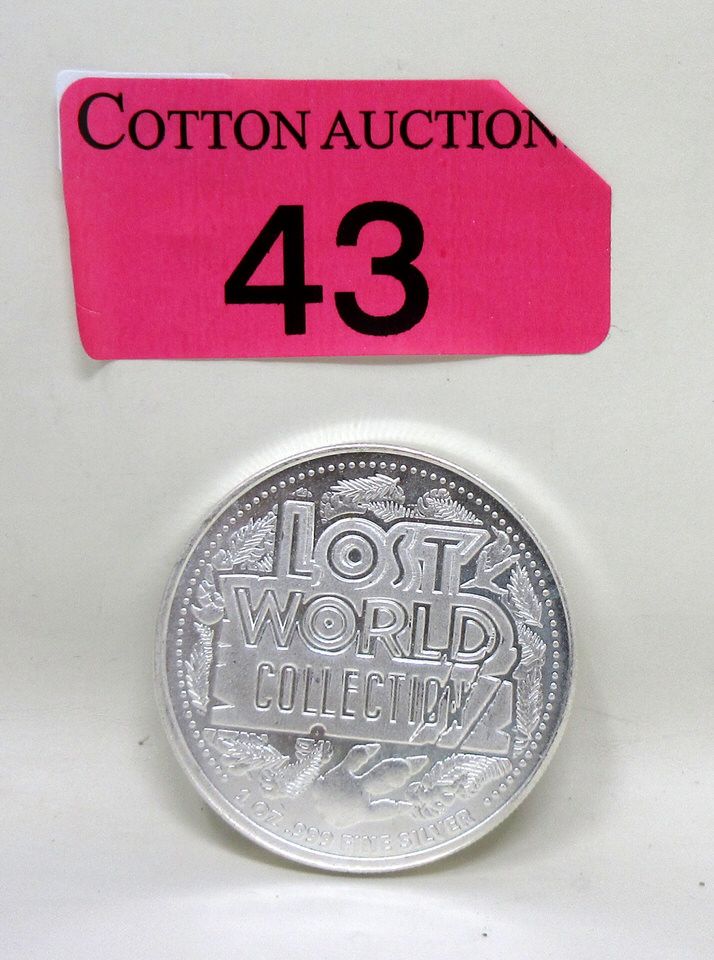 COTTON AUCTION
43
LOST
WORLD
COLLECTION
1 OZ .999 FINE SILVER